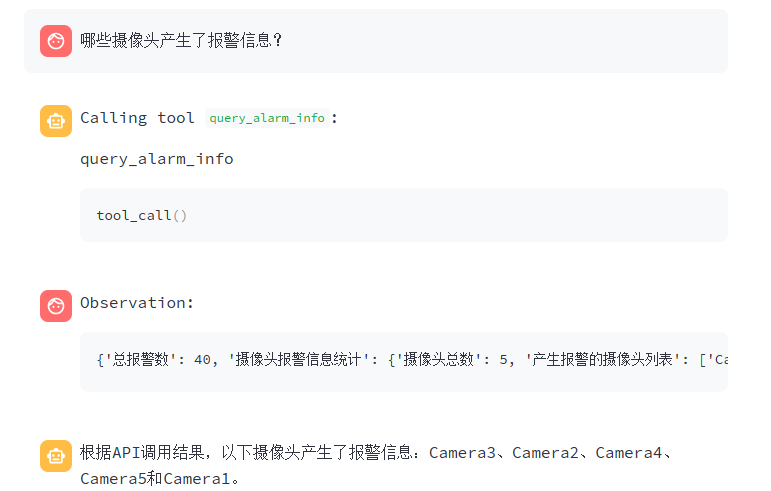 哪些摄像头产生了报警信息？
Calling tool query_alarm_info:
query_alarm_info
tool_call()
Observation:
{'总报警数': 40, '摄像头报警信息统计': {'摄像头总数': 5, '产生报警的摄像头列表': ['Ca
根据API调用结果，以下摄像头产生了报警信息：Camera3、Camera2、Camera4、
Camera5和Camera1。